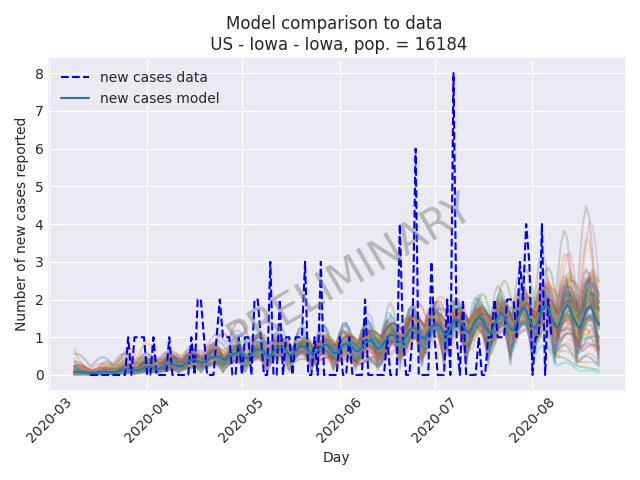 Model comparison to data
US - Iowa - Iowa, pop. = 16184
new cases data
new cases model
Number of new cases reported
8
7
6
5
4
3
2
1
0
PRELIMINARY
2020-03
2020-04
2020-05
2020-06
2020-07
2020-08
Day